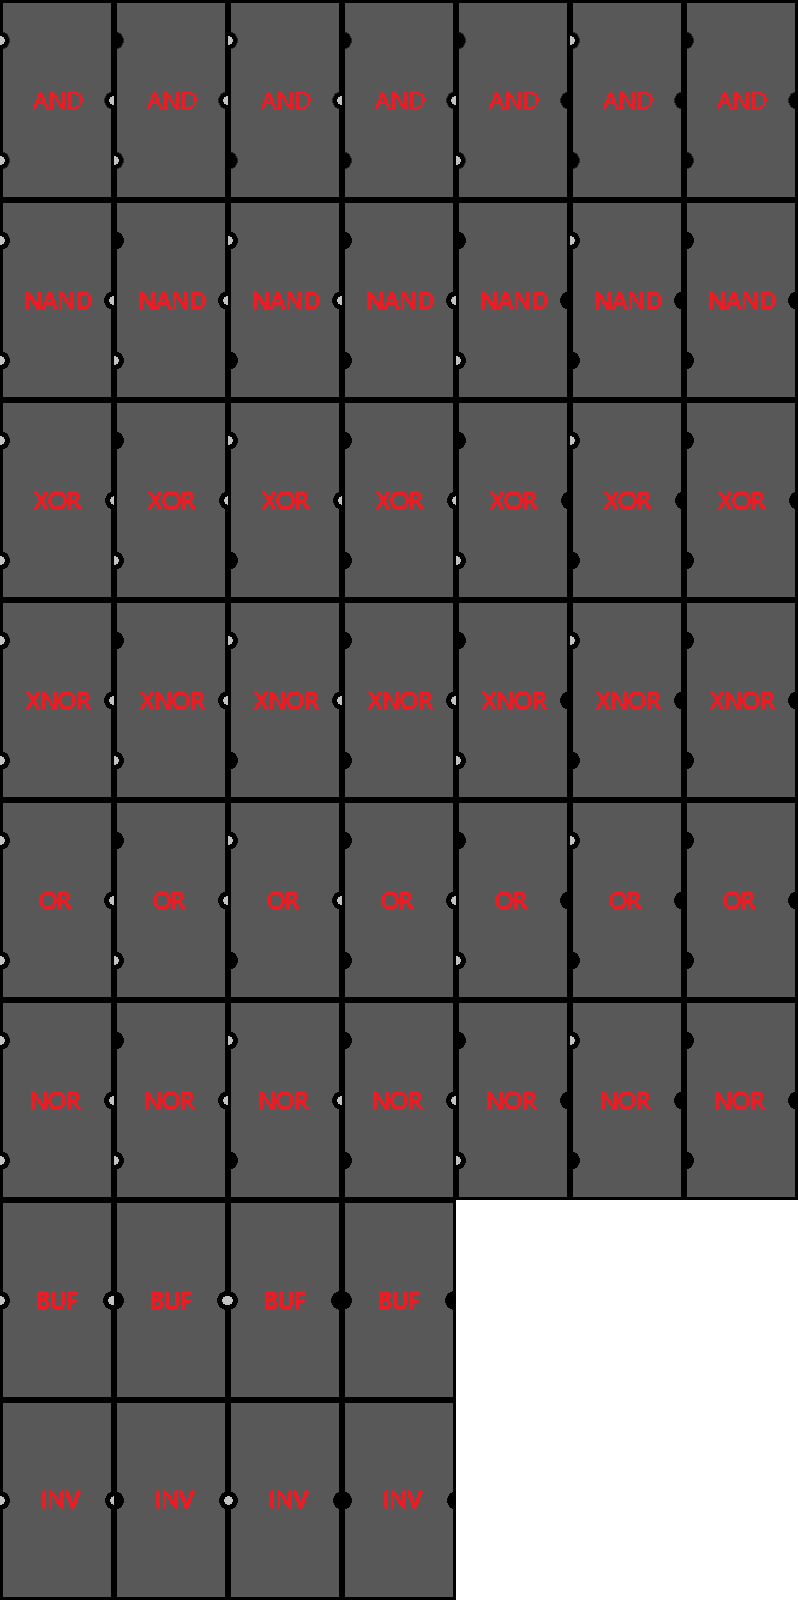 AND AND AND AND AND AND AND
NAND NAND NAND NAND NAND NAND NAND
XOR XOR XOR XOR XOR XOR XOR
XNOR XNOR XNOR XNOR XNOR XNOR XNOR
OR OR OR OR OR OR OR
NOR NOR NOR NOR NOR NOR NOR
BUF BUF BUF BUF
INV INV INV INV